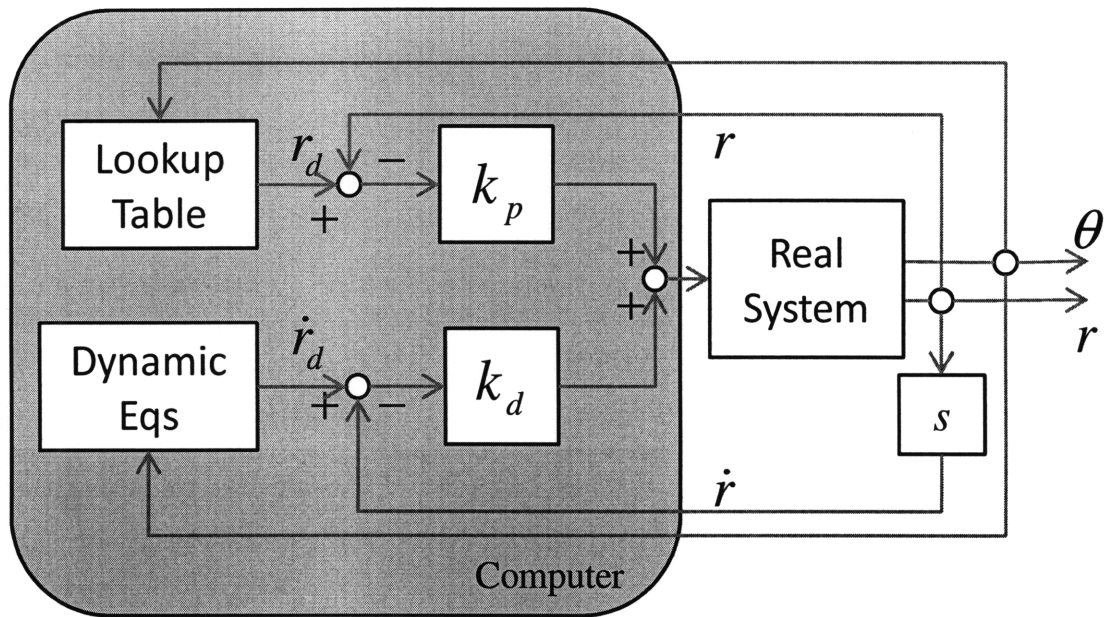 Lookup
Table
r_d
+
−
k_p
r
+
+
Real
System
θ
r
Dynamic
Eqs
ṙ_d
+
−
k_d
s
ṙ
Computer